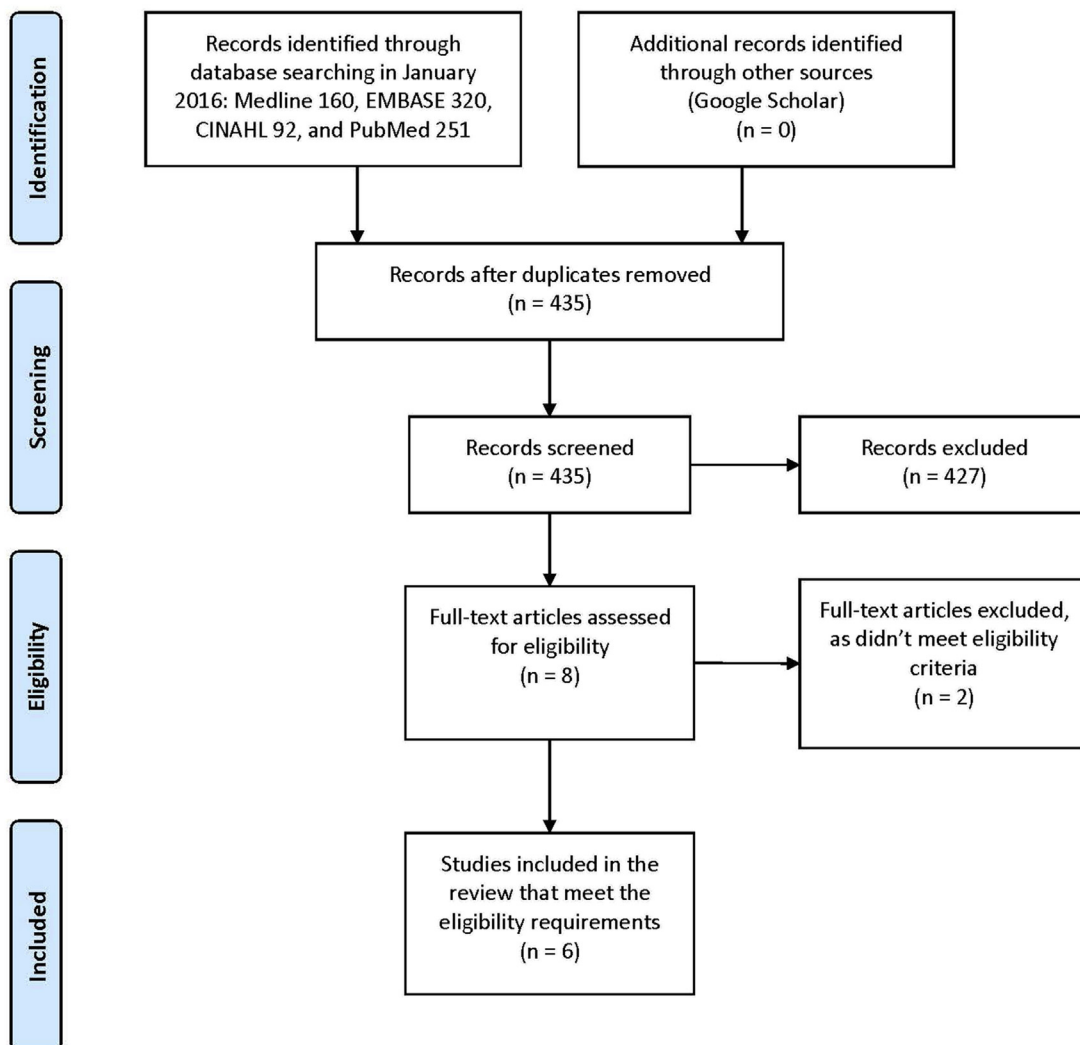 Identification
Records identified through
database searching in January
2016: Medline 160, EMBASE 320,
CINAHL 92, and PubMed 251
Additional records identified
through other sources
(Google Scholar)
(n = 0)
Records after duplicates removed
(n = 435)
Screening
Records screened
(n = 435)
Records excluded
(n = 427)
Eligibility
Full-text articles assessed
for eligibility
(n = 8)
Full-text articles excluded,
as didn't meet eligibility
criteria
(n = 2)
Included
Studies included in the
review that meet the
eligibility requirements
(n = 6)